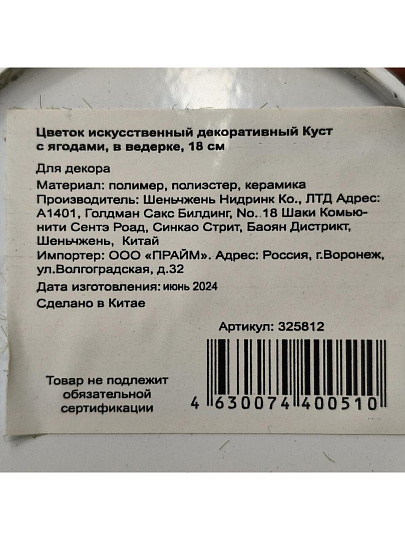 Цветок искусственный декоративный Куст
с ягодами, в ведерке, 18 см
Для декора
Материал: полимер, полиэстер, керамика
Производитель: Шеньчжень Нидринк Ко., ЛТД Адрес:
А1401, Голдман Сакс Билдинг, No. 18 Шаки Комью-
нити Сентэ Роад, Синкао Стрит, Баоян Дистрикт,
Шеньчжень, Китай
Импортер: ООО «ПРАЙМ». Адрес: Россия, г.Воронеж,
ул.Волгоградская, д.32
Дата изготовления: июнь 2024
Сделано в Китае
Артикул: 325812
Товар не подлежит
обязательной
сертификации
4 630074 400510